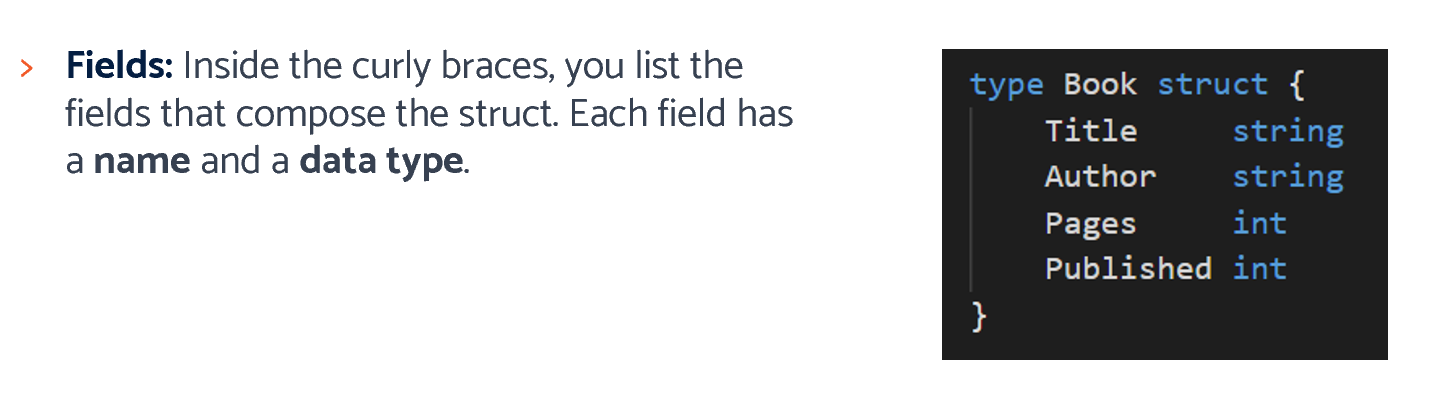 > Fields: Inside the curly braces, you list the
fields that compose the struct. Each field has
a name and a data type.
type Book struct {
    Title     string
    Author    string
    Pages     int
    Published int
}